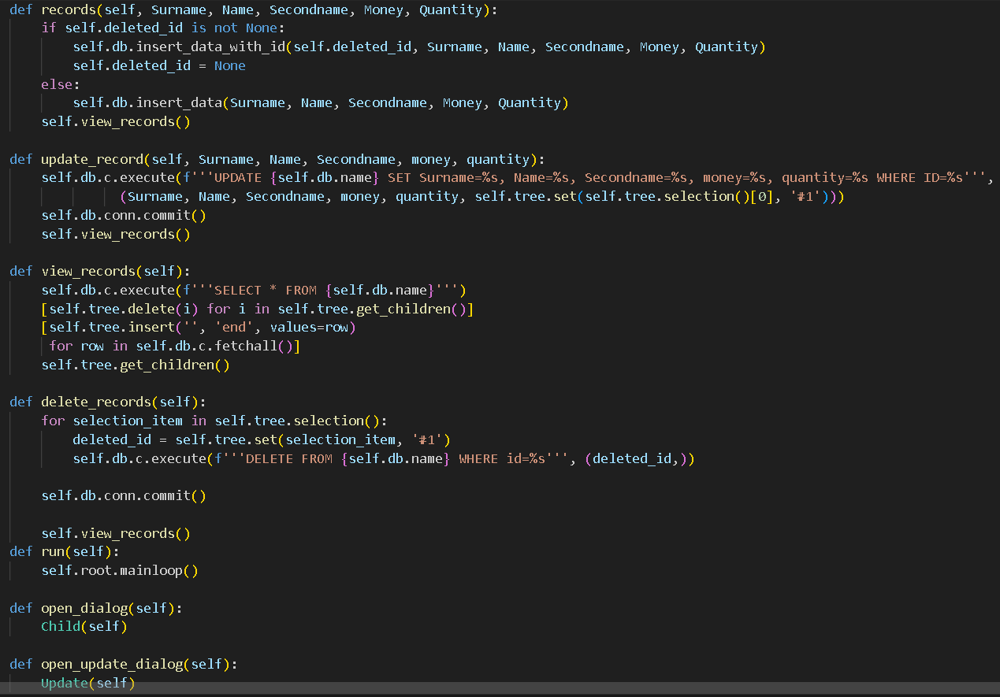 def records(self, Surname, Name, Secondname, Money, Quantity):
    if self.deleted_id is not None:
        self.db.insert_data_with_id(self.deleted_id, Surname, Name, Secondname, Money, Quantity)
        self.deleted_id = None
    else:
        self.db.insert_data(Surname, Name, Secondname, Money, Quantity)
    self.view_records()
def update_record(self, Surname, Name, Secondname, money, quantity):
    self.db.c.execute(f'''UPDATE {self.db.name} SET Surname=%s, Name=%s, Secondname=%s, money=%s, quantity=%s WHERE ID=%s''',
              (Surname, Name, Secondname, money, quantity, self.tree.set(self.tree.selection()[0], '#1')))
    self.db.conn.commit()
    self.view_records()
def view_records(self):
    self.db.c.execute(f'''SELECT * FROM {self.db.name}''')
    [self.tree.delete(i) for i in self.tree.get_children()]
    [self.tree.insert('', 'end', values=row)
     for row in self.db.c.fetchall()]
    self.tree.get_children()
def delete_records(self):
    for selection_item in self.tree.selection():
        deleted_id = self.tree.set(selection_item, '#1')
        self.db.c.execute(f'''DELETE FROM {self.db.name} WHERE id=%s''', (deleted_id,))
    self.db.conn.commit()
    self.view_records()
def run(self):
    self.root.mainloop()
def open_dialog(self):
    Child(self)
def open_update_dialog(self):
    Update(self)